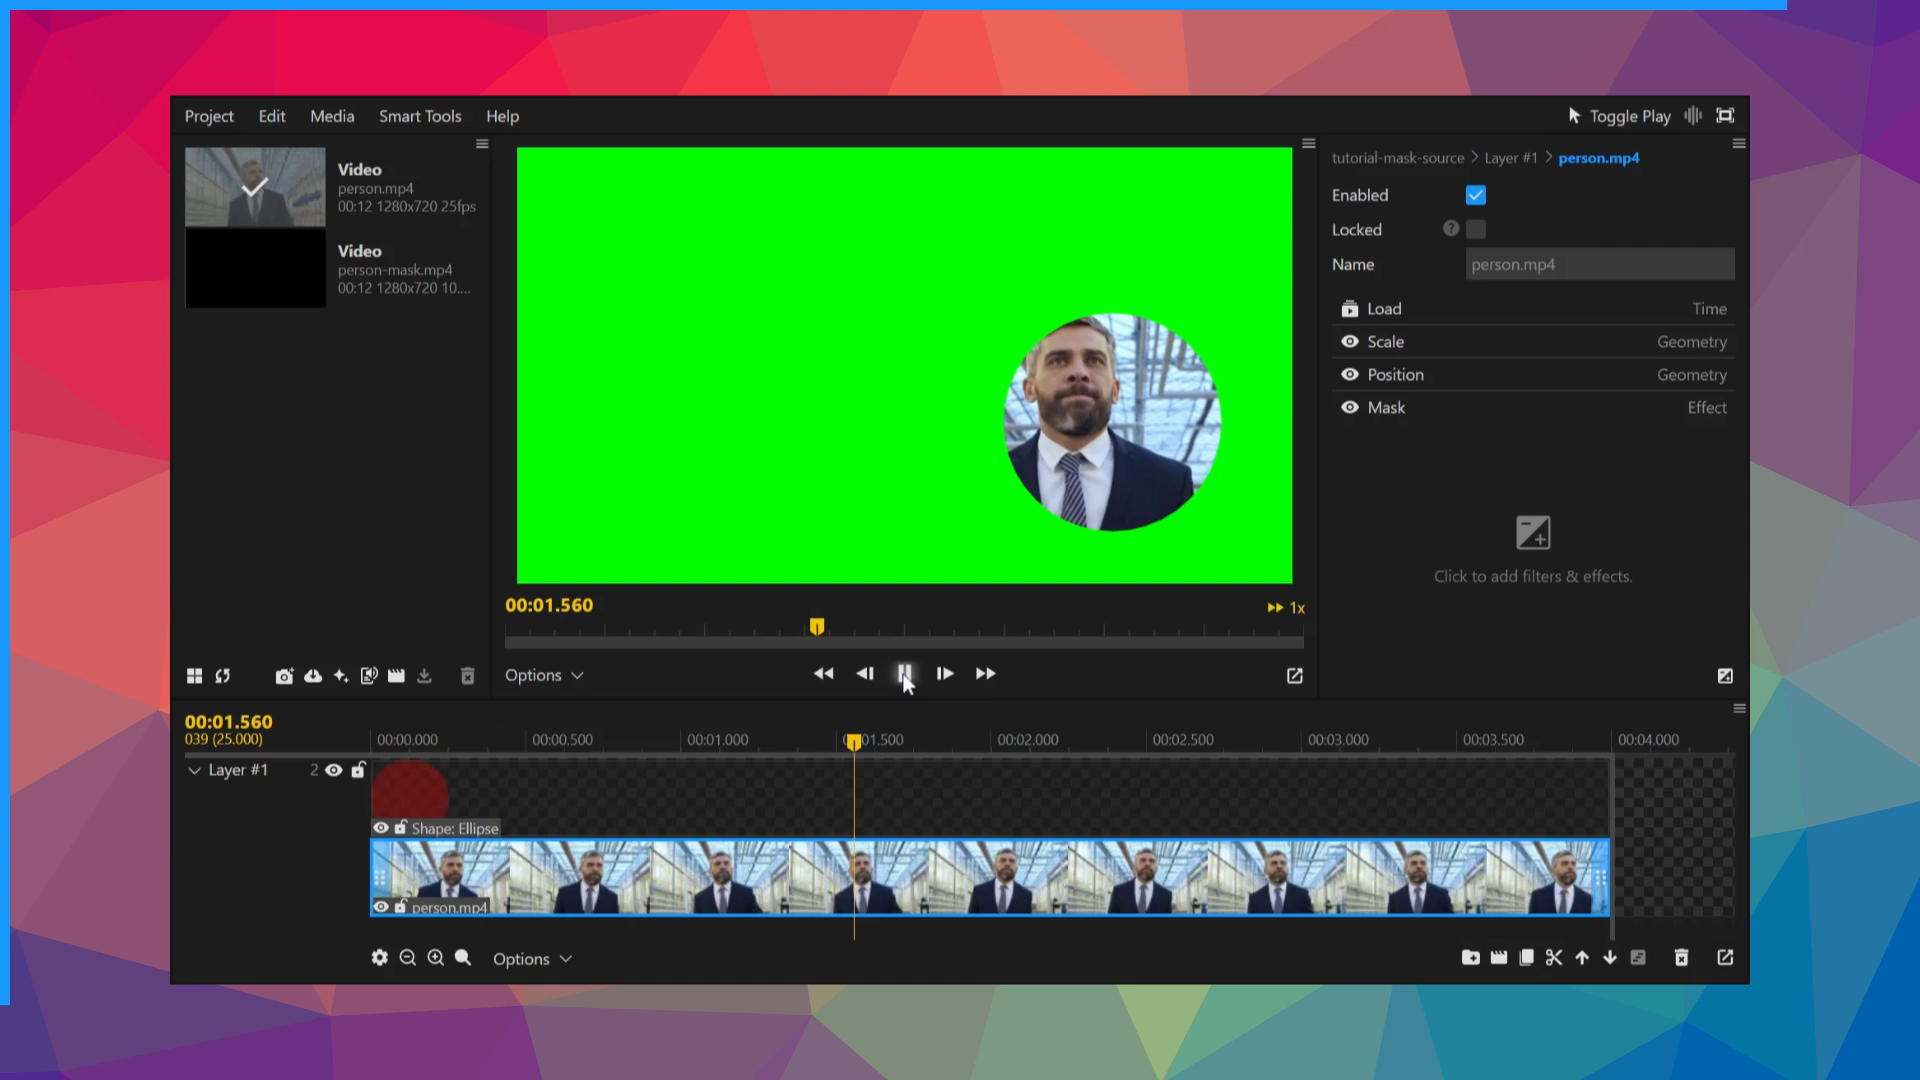 Project Edit Media Smart Tools Help
Toggle Play
Video
person.mp4
00:12 1280x720 25fps
Video
person-mask.mp4
00:12 1280x720 10....
00:01.560
1x
Options
tutorial-mask-source > Layer #1 > person.mp4
Enabled
Locked ?
Name person.mp4
Load Time
Scale Geometry
Position Geometry
Mask Effect
Click to add filters & effects.
00:01.560
039 (25.000)
00:00.000 00:00.500 00:01.000 01.500 00:02.000 00:02.500 00:03.000 00:03.500 00:04.000
Layer #1 2
Shape: Ellipse
person.mp4
Options